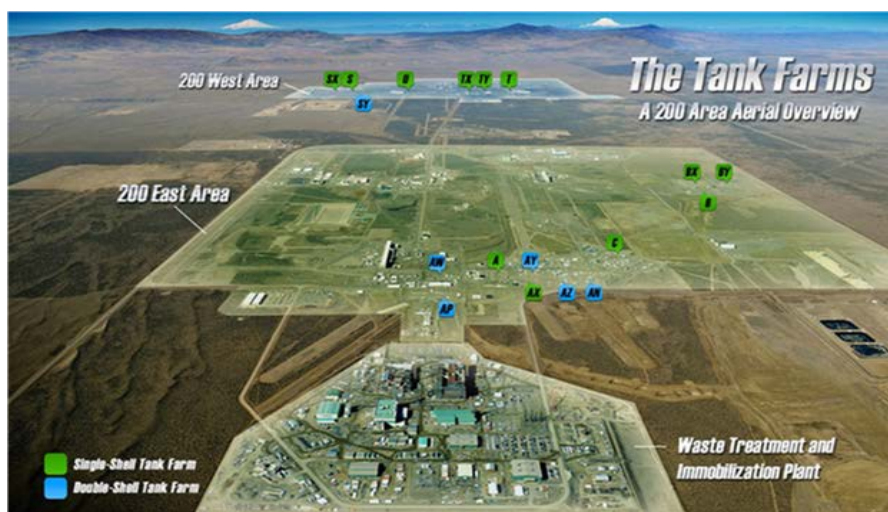 The Tank Farms
A 200 Area Aerial Overview
200 West Area
SX S U TX TY T
SY
200 East Area
BX BY
B
C
AW A AY
AX AZ AN
AP
Waste Treatment and
Immobilization Plant
Single-Shell Tank Farm
Double-Shell Tank Farm